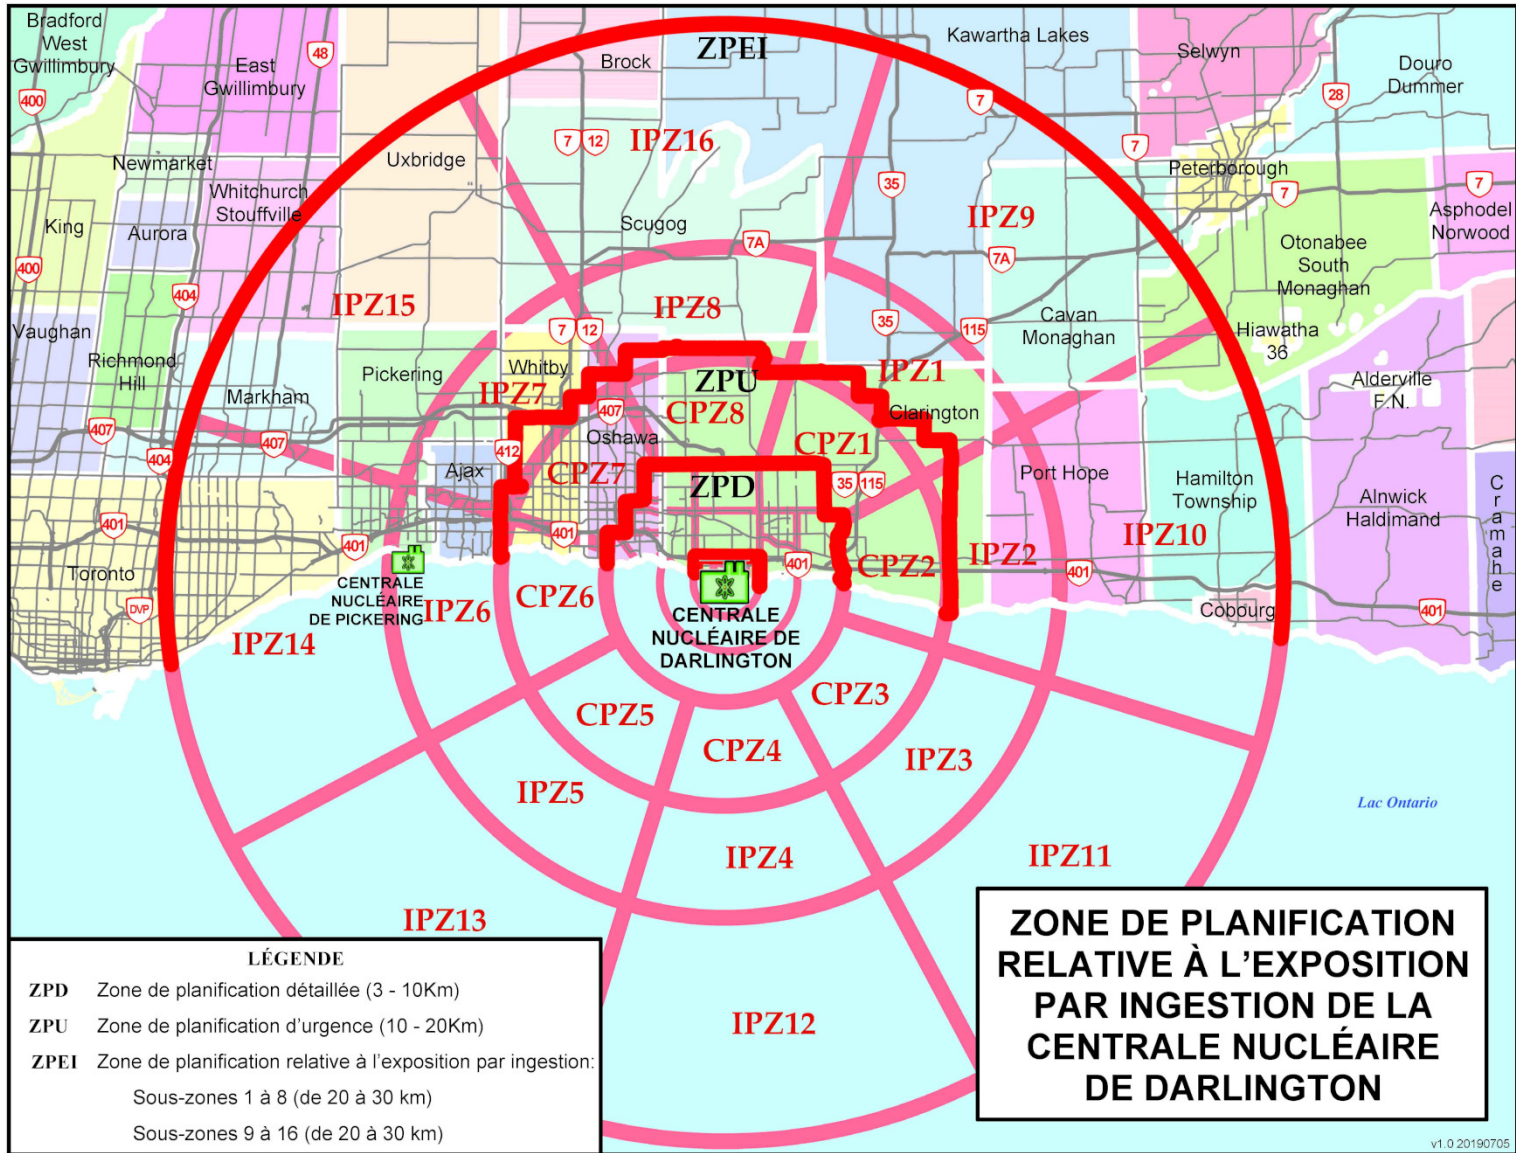 Bradford
West
Gwillimbury
48
East
Gwillimbury
Brock
ZPEI
Kawartha Lakes
Selwyn
Douro
Dummer
400
7
28
7
12
IPZ16
7
Newmarket
Uxbridge
Peterborough
Whitchurch
Stouffville
35
7
7
King
Aurora
Scugog
IPZ9
Asphodel
Norwood
7A
7A
Otonabee
South
Monaghan
400
404
IPZ15
IPZ8
Cavan
Monaghan
Vaughan
7
12
35
115
Hiawatha
36
Richmond
Hill
Whitby
Pickering
IPZ7
ZPU
IPZ1
Alderville
F.N.
Markham
CPZ8
Clarington
407
407
407
Oshawa
404
412
CPZ1
Ajax
CPZ7
ZPD
35
115
Port Hope
Hamilton
Township
Alnwick
Haldimand
Cramahe
401
401
401
IPZ10
401
CPZ2
IPZ2
401
Toronto
CENTRALE
NUCLÉAIRE
DE PICKERING
IPZ6
CPZ6
DVP
CENTRALE
NUCLÉAIRE DE
DARLINGTON
Cobourg
401
IPZ14
CPZ5
CPZ3
CPZ4
IPZ3
IPZ5
Lac Ontario
IPZ4
IPZ11
IPZ13
IPZ12
LÉGENDE
ZPD Zone de planification détaillée (3 - 10Km)
ZPU Zone de planification d'urgence (10 - 20Km)
ZPEI Zone de planification relative à l'exposition par ingestion:
Sous-zones 1 à 8 (de 20 à 30 km)
Sous-zones 9 à 16 (de 20 à 30 km)
ZONE DE PLANIFICATION
RELATIVE À L'EXPOSITION
PAR INGESTION DE LA
CENTRALE NUCLÉAIRE
DE DARLINGTON
v1.0 20190705